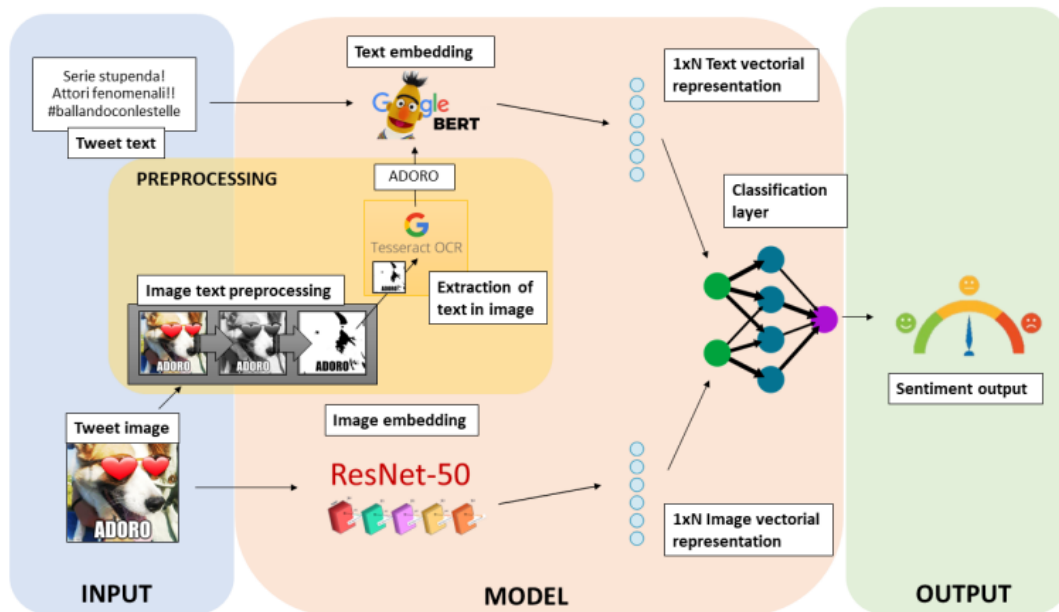 Serie stupenda!
Attori fenomenali!!
#ballandoconlestelle
Tweet text
Text embedding
Google
BERT
1xN Text vectorial
representation
PREPROCESSING
ADORO
Tesseract OCR
Extraction of
text in image
Image text preprocessing
ADORO
ADORO
ADORO
Classification
layer
Sentiment output
Tweet image
ADORO
Image embedding
ResNet-50
1xN Image vectorial
representation
INPUT
MODEL
OUTPUT